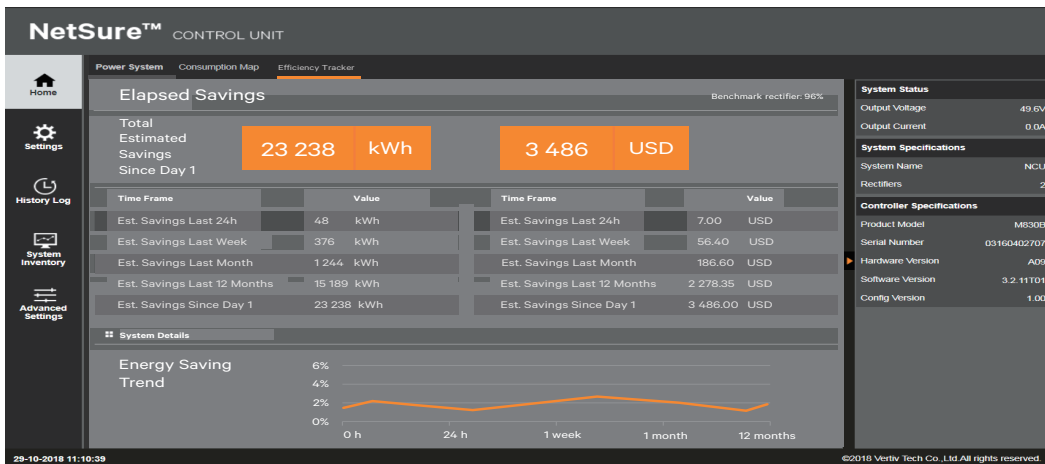 NetSure™ CONTROL UNIT
Home
Settings
History Log
System
Inventory
Advanced
Settings
Power System Consumption Map Efficiency Tracker
Elapsed Savings
Benchmark rectifier: 96%
Total
Estimated
Savings
Since Day 1
23 238 kWh
3 486 USD
Time Frame Value
Est. Savings Last 24h 48 kWh
Est. Savings Last Week 376 kWh
Est. Savings Last Month 1 244 kWh
Est. Savings Last 12 Months 15 189 kWh
Est. Savings Since Day 1 23 238 kWh
Time Frame Value
Est. Savings Last 24h 7.00 USD
Est. Savings Last Week 56.40 USD
Est. Savings Last Month 186.60 USD
Est. Savings Last 12 Months 2 278.35 USD
Est. Savings Since Day 1 3 486.00 USD
System Details
Energy Saving
Trend
6%
4%
2%
0%
0 h 24 h 1 week 1 month 12 months
System Status
Output Voltage 49.6V
Output Current 0.0A
System Specifications
System Name NCU
Rectifiers 2
Controller Specifications
Product Model M830B
Serial Number 03160402707
Hardware Version A09
Software Version 3.2.11T01
Config Version 1.00
29-10-2018 11:10:39
©2018 Vertiv Tech Co.,Ltd.All rights reserved.